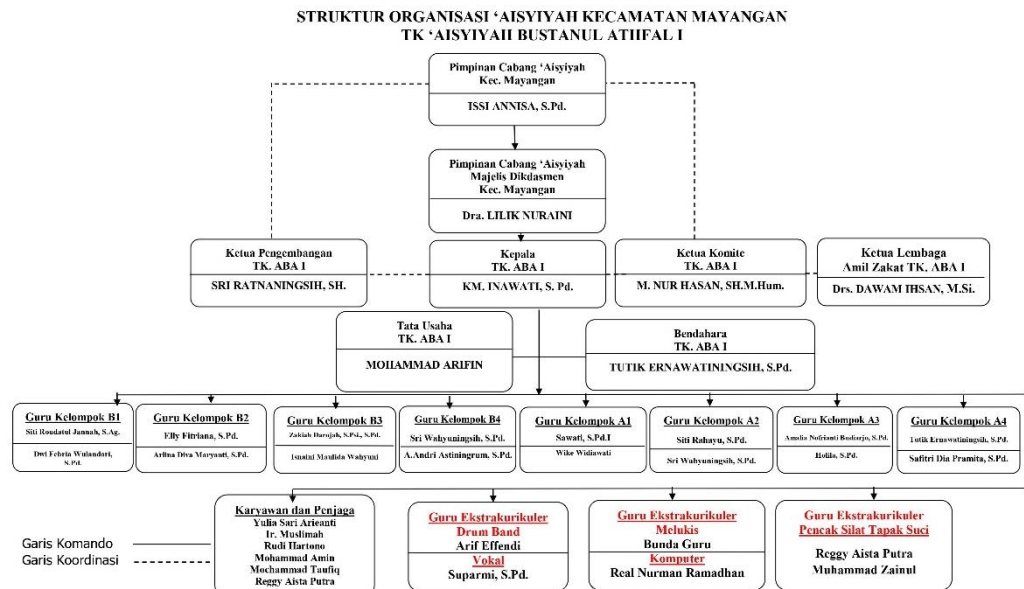 STRUKTUR ORGANISASI ‘AISYIYAH KECAMATAN MAYANGAN
TK ‘AISYIYAH BUSTANUL ATHFAL I
Pimpinan Cabang ‘Aisyiyah
Kec. Mayangan
ISSI ANNISA, S.Pd.
Pimpinan Cabang ‘Aisyiyah
Majelis Dikdasmen
Kec. Mayangan
Dra. LILIK NURAINI
Ketua Pengembangan
TK. ABA I
SRI RATNANINGSIH, SH.
Kepala
TK. ABA I
KM. INAWATI, S. Pd.
Ketua Komite
TK. ABA I
M. NUR HASAN, SH.M.Hum.
Ketua Lembaga
Amil Zakat TK. ABA I
Drs. DAWAM IHSAN, M.Si.
Tata Usaha
TK. ABA I
MOHAMMAD ARIFIN
Bendahara
TK. ABA I
TUTIK ERNAWATININGSIH, S.Pd.
Guru Kelompok B1
Siti Roudatul Jannah, S.Ag.
Dwi Febria Wulandari,
S.Pd.
Guru Kelompok B2
Elly Fitriana, S.Pd.
Arlina Diva Maryanti, S.Pd.
Guru Kelompok B3
Zakiah Darojah, S.Psi., S.Pd.
Isnaini Maulida Wahyuni
Guru Kelompok B4
Sri Wahyuningsih, S.Pd.
A.Andri Astiningrum, S.Pd.
Guru Kelompok A1
Sawati, S.Pd.I
Wike Widiawati
Guru Kelompok A2
Siti Rahayu, S.Pd.
Sri Wahyuningsih, S.Pd.
Guru Kelompok A3
Amalia Nofrianti Budiarjo, S.Pd.
Holila, S.Pd.
Guru Kelompok A4
Tutik Ernawatiningsih, S.Pd.
Safitri Dia Pramita, S.Pd.
Karyawan dan Penjaga
Yulia Sari Arieanti
Ir. Muslimah
Rudi Hartono
Mohammad Amin
Mochammad Taufiq
Reggy Aista Putra
Guru Ekstrakurikuler
Drum Band
Arif Effendi
Vokal
Suparmi, S.Pd.
Guru Ekstrakurikuler
Melukis
Bunda Guru
Komputer
Real Nurman Ramadhan
Guru Ekstrakurikuler
Pencak Silat Tapak Suci
Reggy Aista Putra
Muhammad Zainul
Garis Komando
Garis Koordinasi